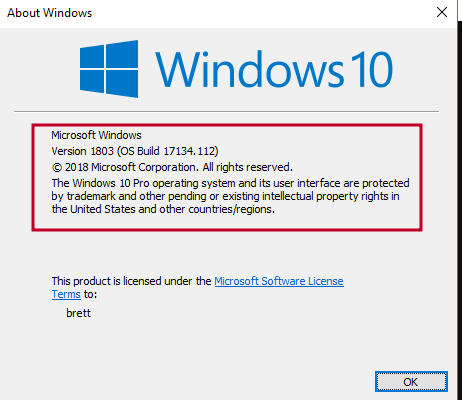 About Windows
Windows 10
Microsoft Windows
Version 1803 (OS Build 17134.112)
© 2018 Microsoft Corporation. All rights reserved.
The Windows 10 Pro operating system and its user interface are protected
by trademark and other pending or existing intellectual property rights in
the United States and other countries/regions.
This product is licensed under the Microsoft Software License
Terms to:
brett
OK